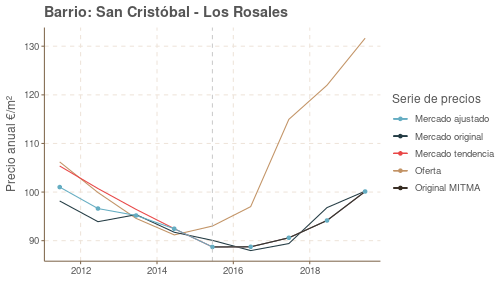 Barrio: San Cristóbal - Los Rosales
Precio anual €/m²
130
120
110
100
90
2012
2014
2016
2018
Serie de precios
Mercado ajustado
Mercado original
Mercado tendencia
Oferta
Original MITMA